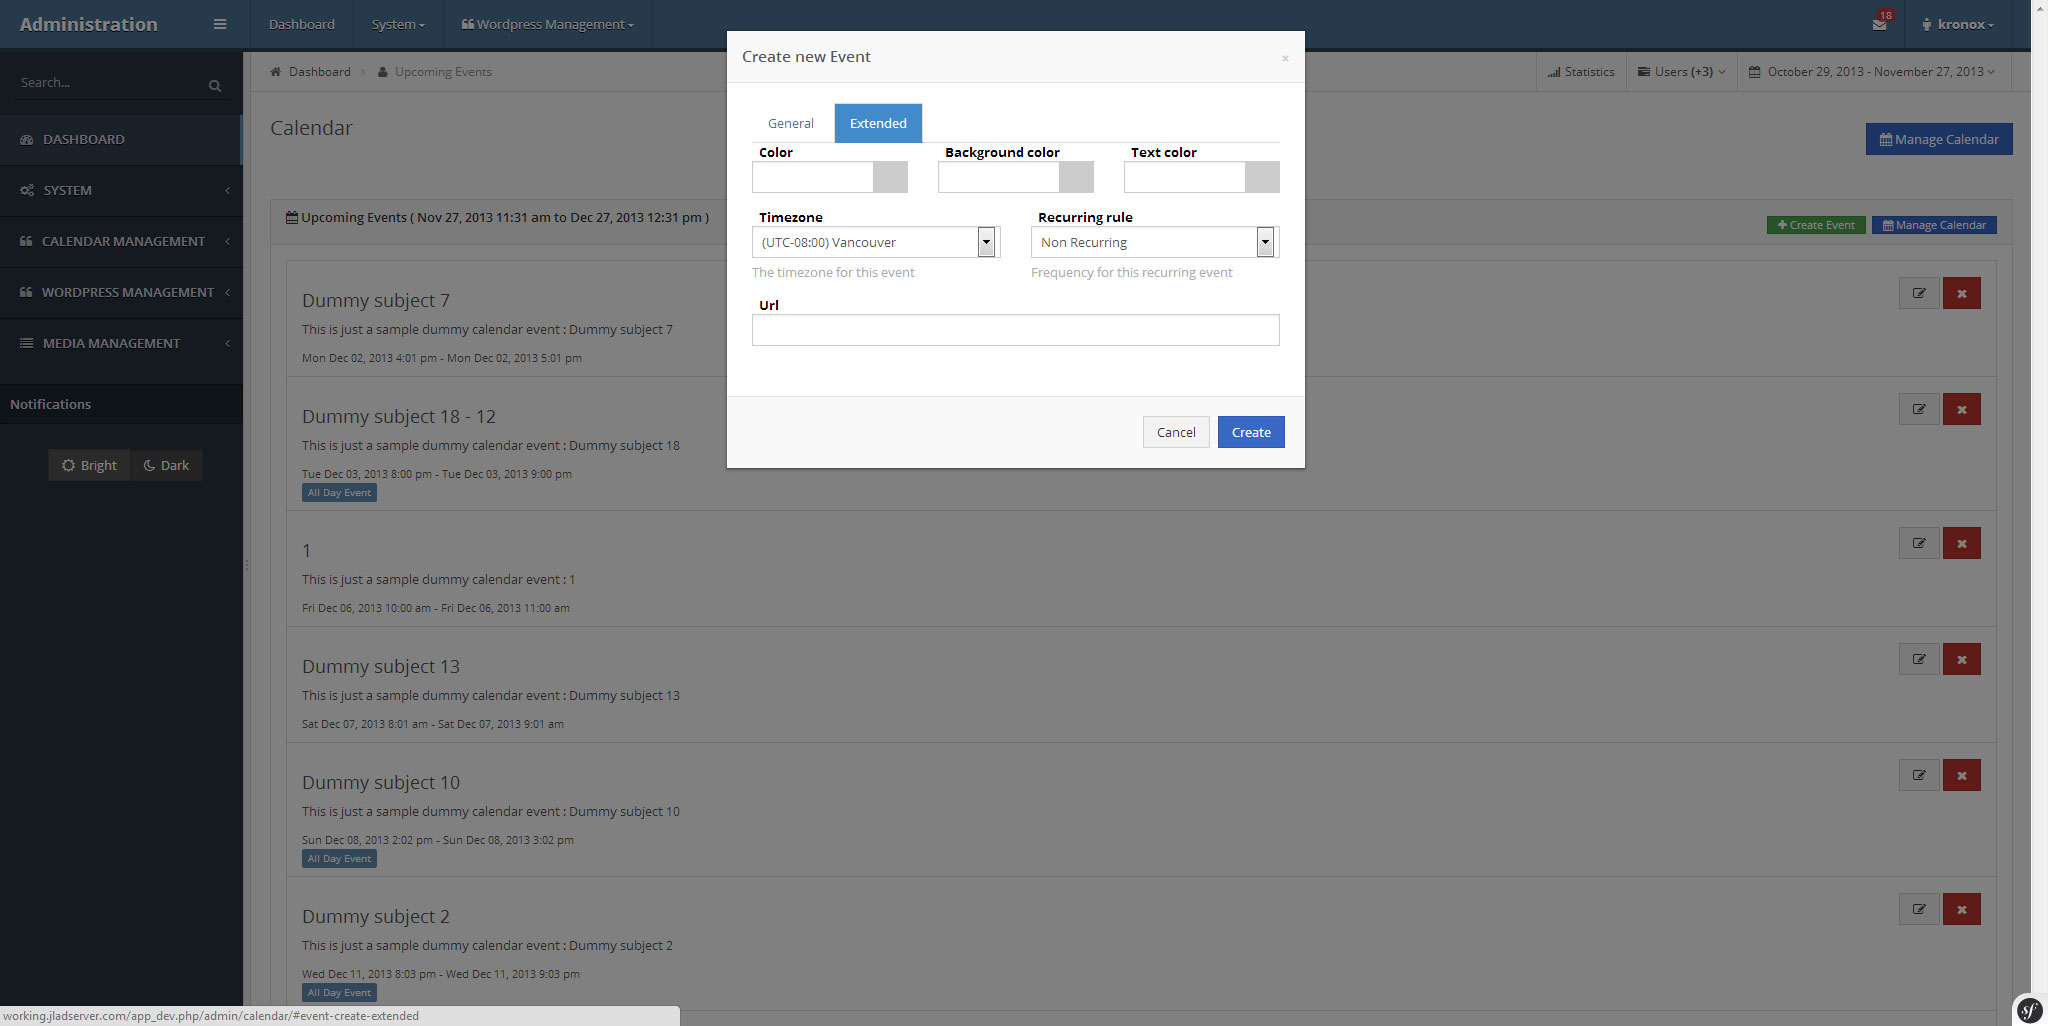 Administration
Dashboard
System
Wordpress Management
18
kronox
Search...
DASHBOARD
SYSTEM
CALENDAR MANAGEMENT
WORDPRESS MANAGEMENT
MEDIA MANAGEMENT
Notifications
Bright
Dark
Dashboard
Upcoming Events
Statistics
Users (+3)
October 29, 2013 - November 27, 2013
Calendar
Manage Calendar
Upcoming Events ( Nov 27, 2013 11:31 am to Dec 27, 2013 12:31 pm )
Create Event
Manage Calendar
Dummy subject 7
This is just a sample dummy calendar event : Dummy subject 7
Mon Dec 02, 2013 4:01 pm - Mon Dec 02, 2013 5:01 pm
Dummy subject 18 - 12
This is just a sample dummy calendar event : Dummy subject 18
Tue Dec 03, 2013 8:00 pm - Tue Dec 03, 2013 9:00 pm
All Day Event
1
This is just a sample dummy calendar event : 1
Fri Dec 06, 2013 10:00 am - Fri Dec 06, 2013 11:00 am
Dummy subject 13
This is just a sample dummy calendar event : Dummy subject 13
Sat Dec 07, 2013 8:01 am - Sat Dec 07, 2013 9:01 am
Dummy subject 10
This is just a sample dummy calendar event : Dummy subject 10
Sun Dec 08, 2013 2:02 pm - Sun Dec 08, 2013 3:02 pm
All Day Event
Dummy subject 2
This is just a sample dummy calendar event : Dummy subject 2
Wed Dec 11, 2013 8:03 pm - Wed Dec 11, 2013 9:03 pm
All Day Event
Create new Event
×
General
Extended
Color
Background color
Text color
Timezone
Recurring rule
(UTC-08:00) Vancouver
Non Recurring
The timezone for this event
Frequency for this recurring event
Url
Cancel
Create
working.jladserver.com/app_dev.php/admin/calendar/#event-create-extended
sf